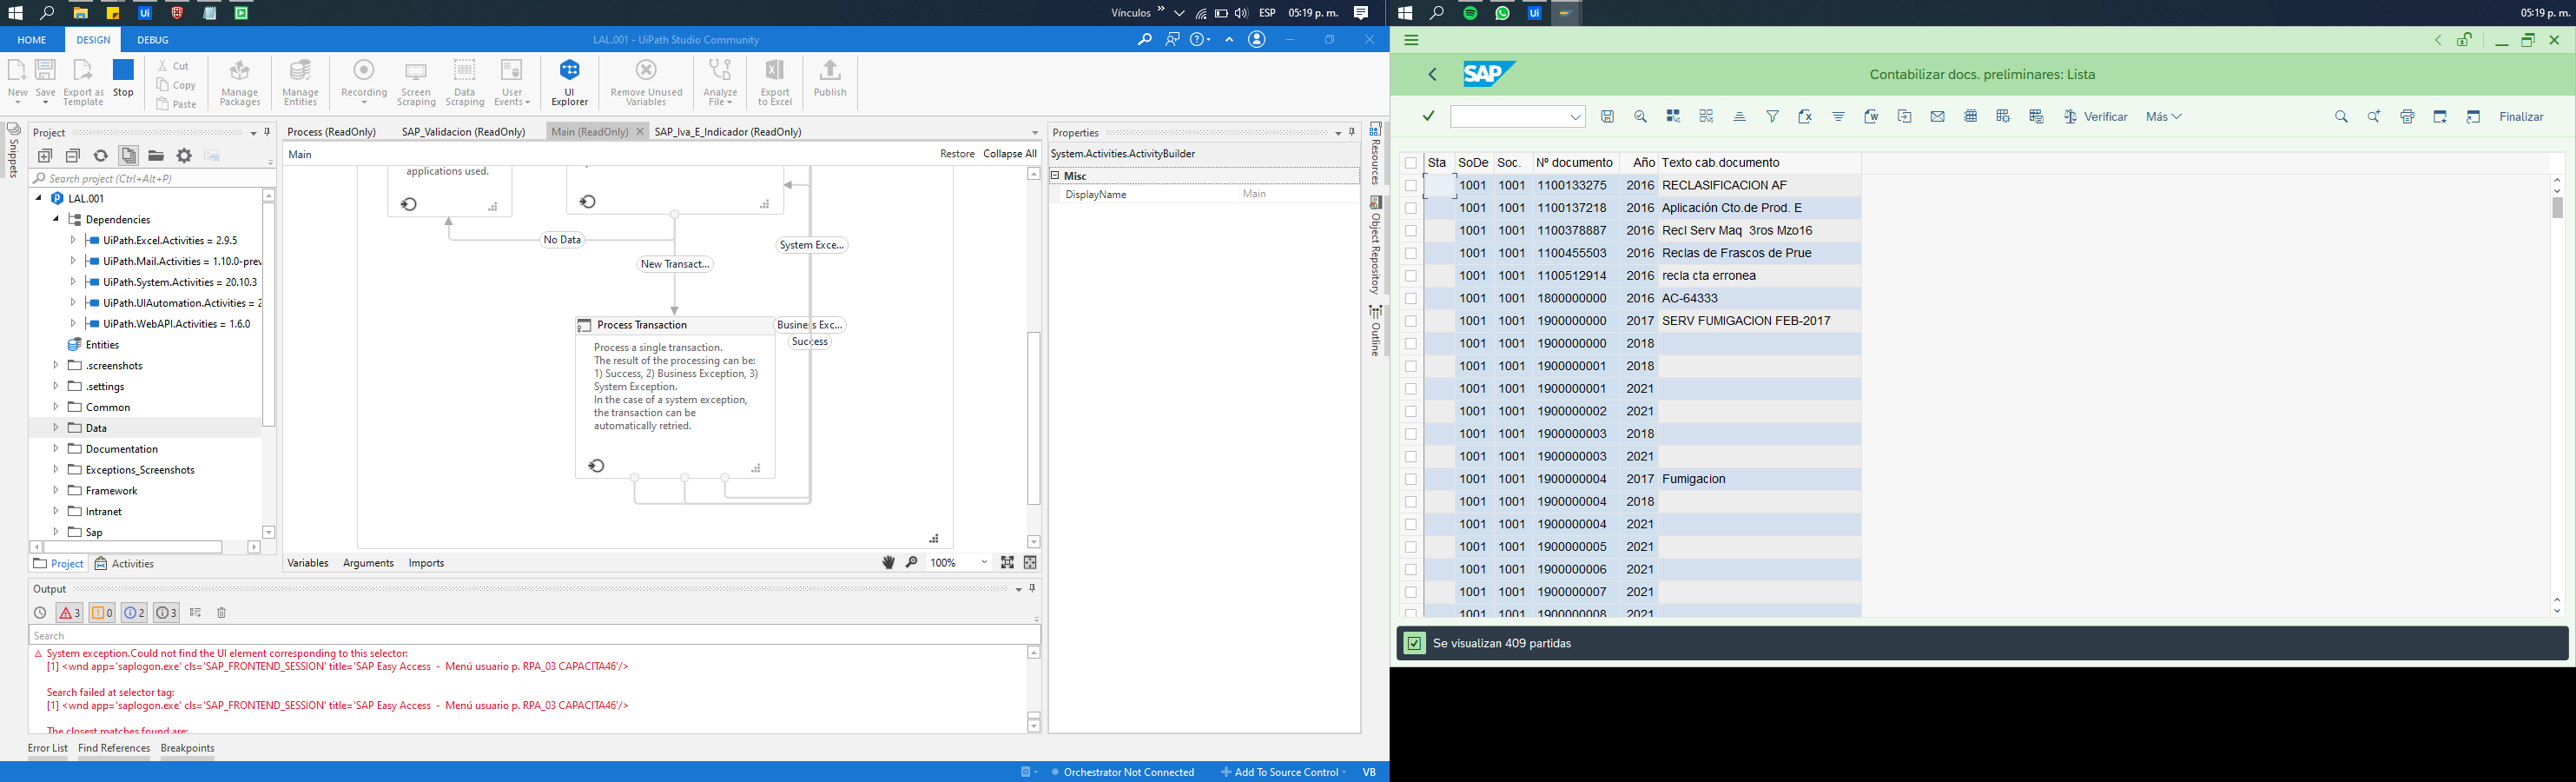 Vínculos » ESP 05:19 p. m.
HOME DESIGN DEBUG LAL.001 - UiPath Studio Community
New Save Export as Template Stop
Cut
Copy
Paste
Manage Packages
Manage Entities
Recording
Screen Scraping
Data Scraping
User Events
UI Explorer
Remove Unused Variables
Analyze File
Export to Excel
Publish
Snippets
Project
Search project (Ctrl+Alt+P)
LAL.001
Dependencies
UiPath.Excel.Activities = 2.9.5
UiPath.Mail.Activities = 1.10.0-prev
UiPath.System.Activities = 20.10.3
UiPath.UIAutomation.Activities = 2
UiPath.WebAPI.Activities = 1.6.0
Entities
.screenshots
.settings
Common
Data
Documentation
Exceptions_Screenshots
Framework
Intranet
Sap
Project Activities
Process (ReadOnly) SAP_Validacion (ReadOnly) Main (ReadOnly) SAP_Iva_E_Indicador (ReadOnly)
Main Restore Collapse All
applications used.
No Data
System Exce...
New Transact...
Process Transaction
Business Exc...
Success
Process a single transaction.
The result of the processing can be:
1) Success, 2) Business Exception, 3)
System Exception.
In the case of a system exception,
the transaction can be
automatically retried.
Variables Arguments Imports 100%
Properties
System.Activities.ActivityBuilder
Misc
DisplayName Main
Resources
Object Repository
Outline
Output
3 0 2 3
Search
System exception.Could not find the UI element corresponding to this selector:
[1] <wnd app='saplogon.exe' cls='SAP_FRONTEND_SESSION' title='SAP Easy Access  -  Menú usuario p. RPA_03 CAPACITA46'/>
Search failed at selector tag:
[1] <wnd app='saplogon.exe' cls='SAP_FRONTEND_SESSION' title='SAP Easy Access  -  Menú usuario p. RPA_03 CAPACITA46'/>
The closest matches found are:
Error List Find References Breakpoints
Orchestrator Not Connected Add To Source Control VB
05:19 p. m.
SAP Contabilizar docs. preliminares: Lista
Verificar Más Finalizar
Sta SoDe Soc. Nº documento Año Texto cab.documento
1001 1001 1100133275 2016 RECLASIFICACION AF
1001 1001 1100137218 2016 Aplicación Cto.de Prod. E
1001 1001 1100378887 2016 Recl Serv Maq  3ros Mzo16
1001 1001 1100455503 2016 Reclas de Frascos de Prue
1001 1001 1100512914 2016 recla cta erronea
1001 1001 1800000000 2016 AC-64333
1001 1001 1900000000 2017 SERV FUMIGACION FEB-2017
1001 1001 1900000000 2018
1001 1001 1900000001 2018
1001 1001 1900000001 2021
1001 1001 1900000002 2021
1001 1001 1900000003 2018
1001 1001 1900000003 2021
1001 1001 1900000004 2017 Fumigacion
1001 1001 1900000004 2018
1001 1001 1900000004 2021
1001 1001 1900000005 2021
1001 1001 1900000006 2021
1001 1001 1900000007 2021
1001 1001 1900000008 2021
Se visualizan 409 partidas